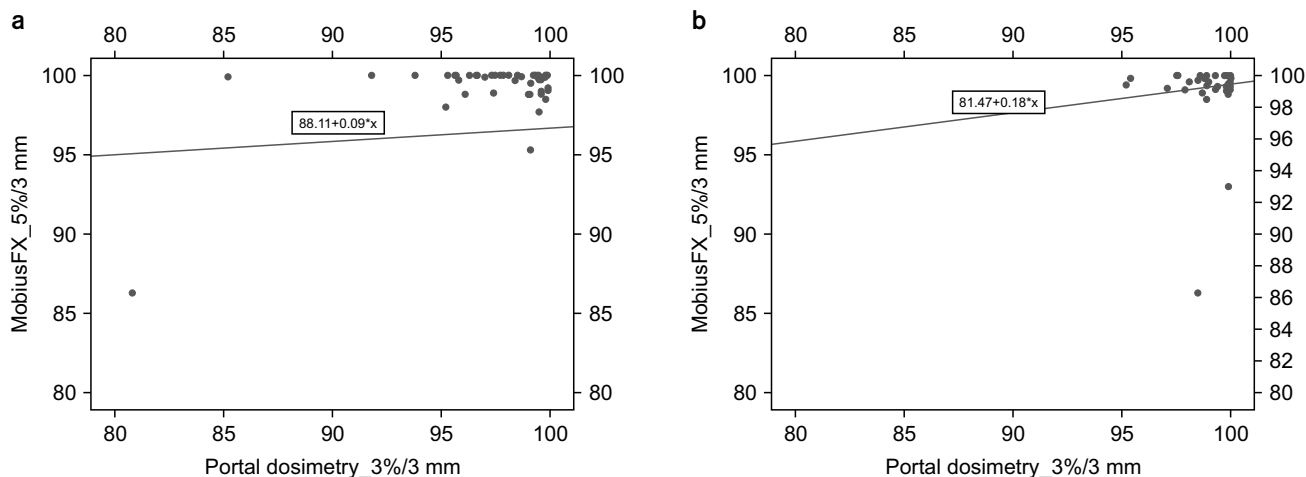 a
80 85 90 95 100
100 100
95 95
90 90
85 85
80 80
88.11+0.09*x
MobiusFX_5%/3 mm
80 85 90 95 100
Portal dosimetry_3%/3 mm
b
80 85 90 95 100
100 100
98
96
95
94
92
90 90
88
86
85
84
82
80 80
81.47+0.18*x
MobiusFX_5%/3 mm
80 85 90 95 100
Portal dosimetry_3%/3 mm